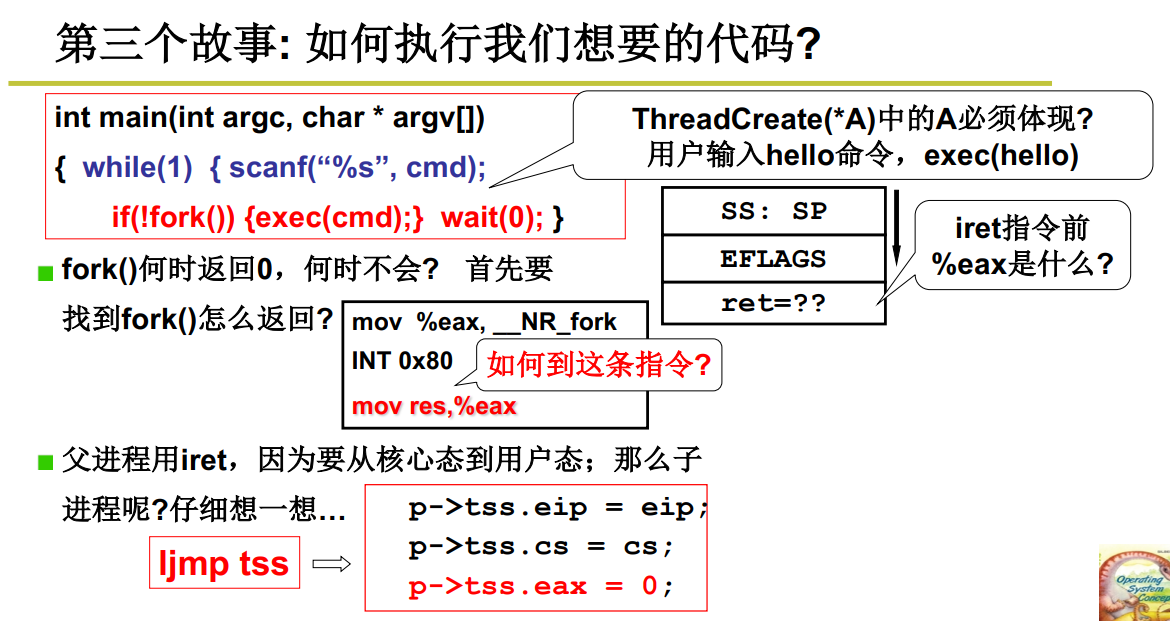 第三个故事: 如何执行我们想要的代码?
int main(int argc, char * argv[])
{ while(1) { scanf(“%s”, cmd);
if(!fork()) {exec(cmd);} wait(0); }
ThreadCreate(*A)中的A必须体现?
用户输入hello命令，exec(hello)
SS: SP
EFLAGS
ret=??
iret指令前
%eax是什么?
fork()何时返回0，何时不会? 首先要
找到fork()怎么返回?
mov %eax, __NR_fork
INT 0x80
如何到这条指令?
mov res,%eax
父进程用iret，因为要从核心态到用户态；那么子
进程呢?仔细想一想…
ljmp tss
p->tss.eip = eip;
p->tss.cs = cs;
p->tss.eax = 0;
Operating
System